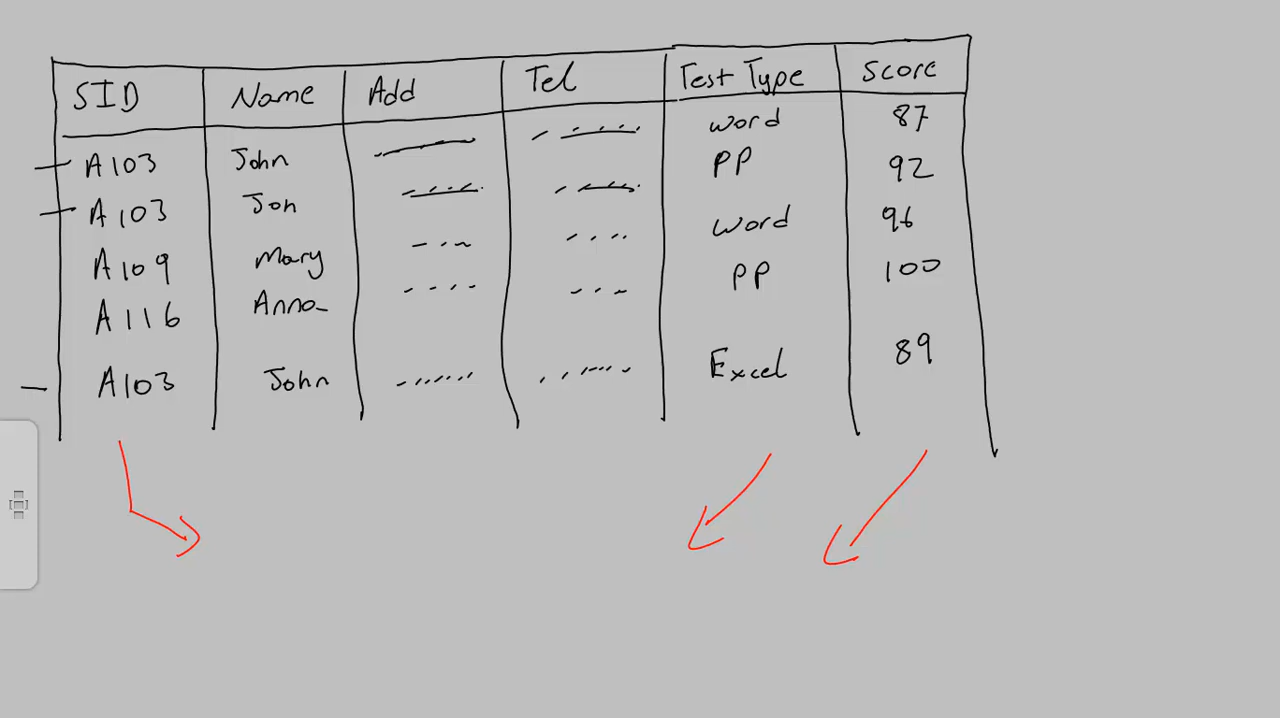 SID Name Add Tel Test Type Score
A103 John word 87
A103 Jon PP 92
A109 Mary word 96
A116 Anna PP 100
A103 John Excel 89